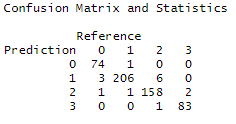 Confusion Matrix and Statistics
Reference
Prediction 0 1 2 3
0 74 1 0 0
1 3 206 6 0
2 1 1 158 2
3 0 0 1 83